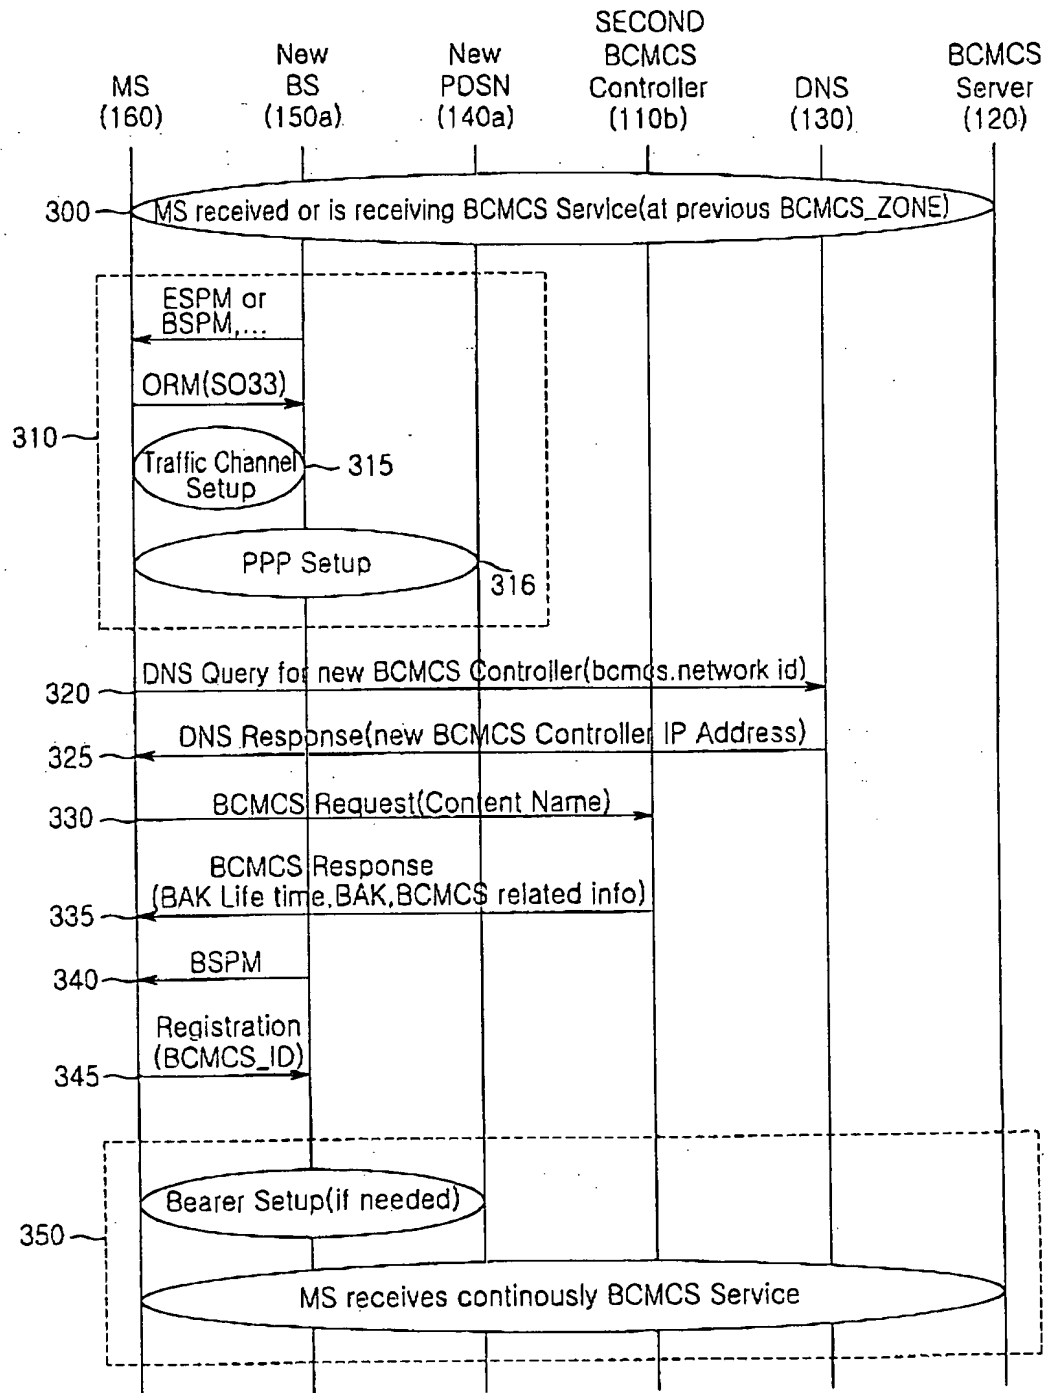 MS
(160)
New
BS
(150a)
New
PDSN
(140a)
SECOND
BCMCS
Controller
(110b)
DNS
(130)
BCMCS
Server
(120)
300
MS received or is receiving BCMCS Service(at previous BCMCS_ZONE)
ESPM or
BSPM,...
ORM(SO33)
310
Traffic Channel
Setup
315
PPP Setup
316
DNS Query for new BCMCS Controller(bcmcs.network id)
320
DNS Response(new BCMCS Controller IP Address)
325
BCMCS Request(Content Name)
330
BCMCS Response
(BAK Life time,BAK,BCMCS related info)
335
BSPM
340
Registration
(BCMCS_ID)
345
Bearer Setup(if needed)
350
MS receives continously BCMCS Service